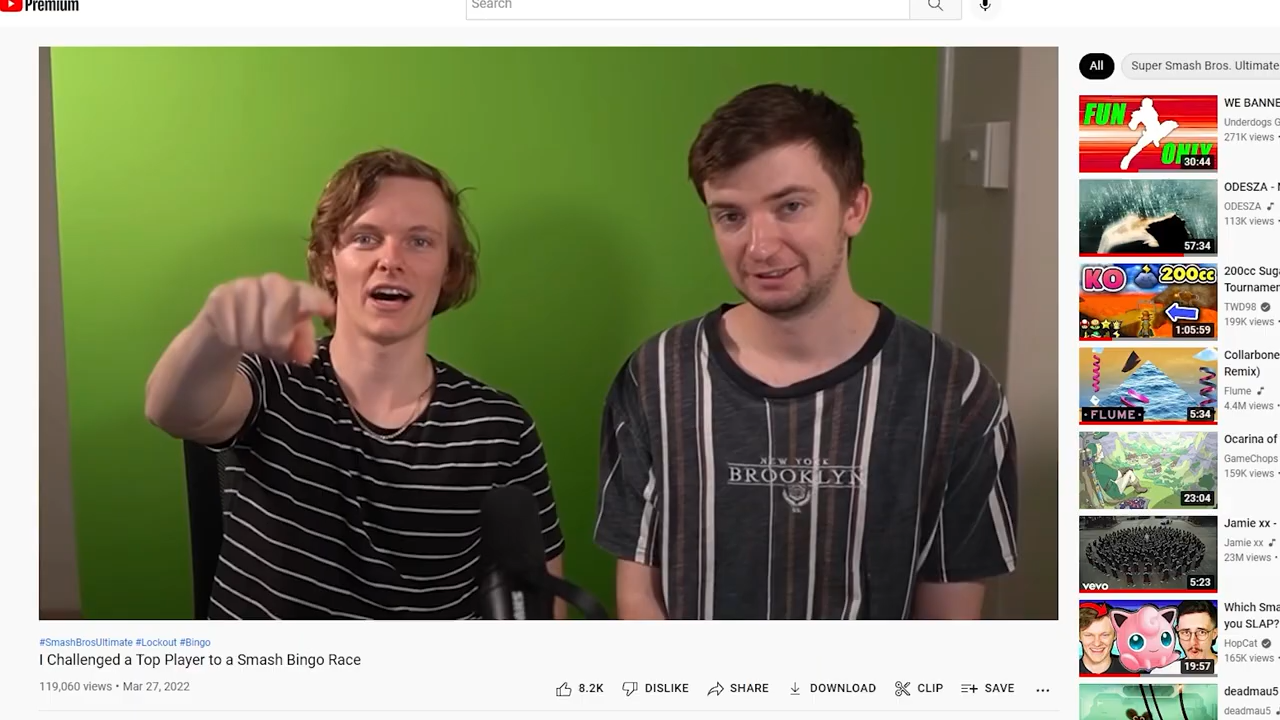 Premium
Search
All
Super Smash Bros. Ultimate
FUN
ONLY
30:44
WE BANNE
Underdogs G
271K views •
57:34
ODESZA -
ODESZA
113K views •
KO
200cc
1:05:59
200cc Suga
Tournamen
TWD98
199K views •
• FLUME •
5:34
Collarbone
Remix)
Flume
4.4M views •
23:04
Ocarina of
GameChops
159K views •
vevo
5:23
Jamie xx -
Jamie xx
23M views •
19:57
Which Sma
you SLAP?
HopCat
165K views •
deadmau5
deadmau5
NEW YORK
BROOKLYN
#SmashBrosUltimate #Lockout #Bingo
I Challenged a Top Player to a Smash Bingo Race
119,060 views • Mar 27, 2022
8.2K DISLIKE SHARE DOWNLOAD CLIP SAVE ...